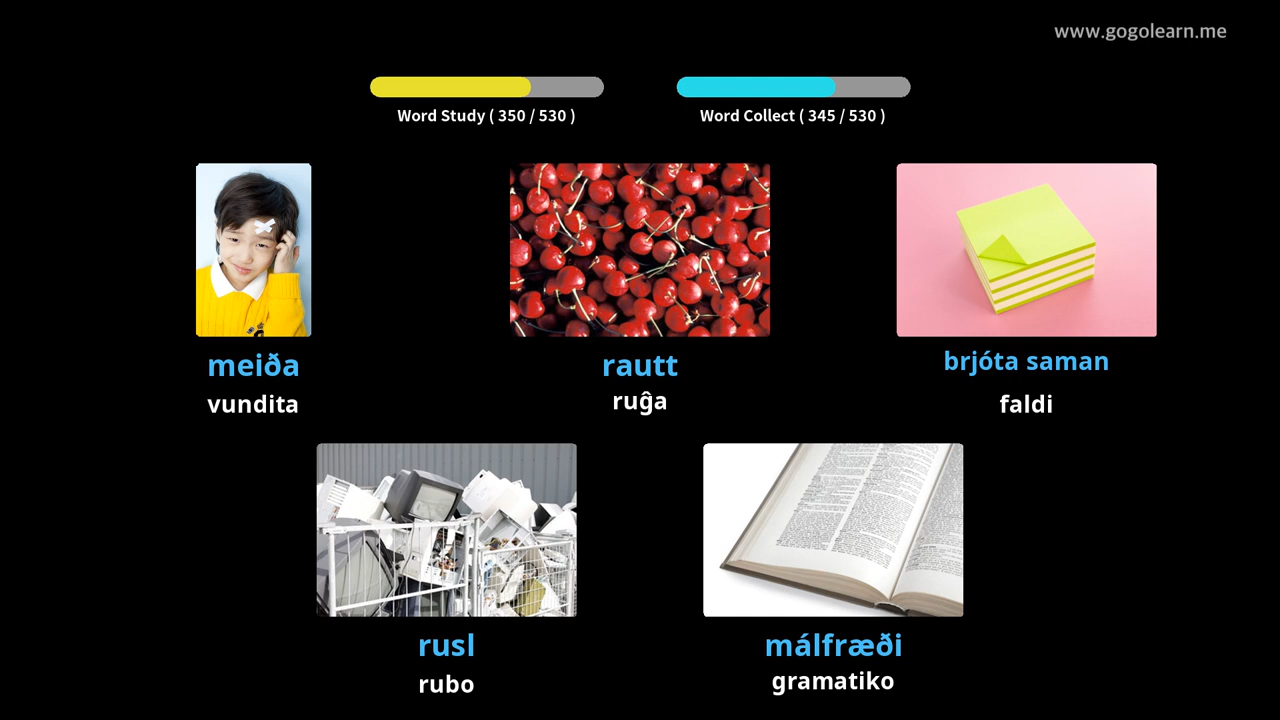 www.gogolearn.me
Word Study ( 350 / 530 )
Word Collect ( 345 / 530 )
meiða
vundita
rautt
ruĝa
brjóta saman
faldi
rusl
rubo
málfræði
gramatiko